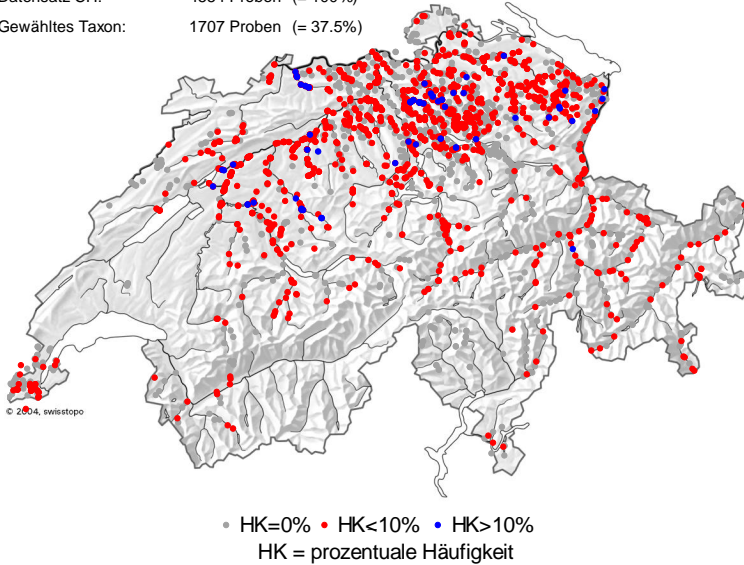 Gewähltes Taxon: 1707 Proben (= 37.5%)
© 2004, swisstopo
HK=0% HK<10% HK>10%
HK = prozentuale Häufigkeit